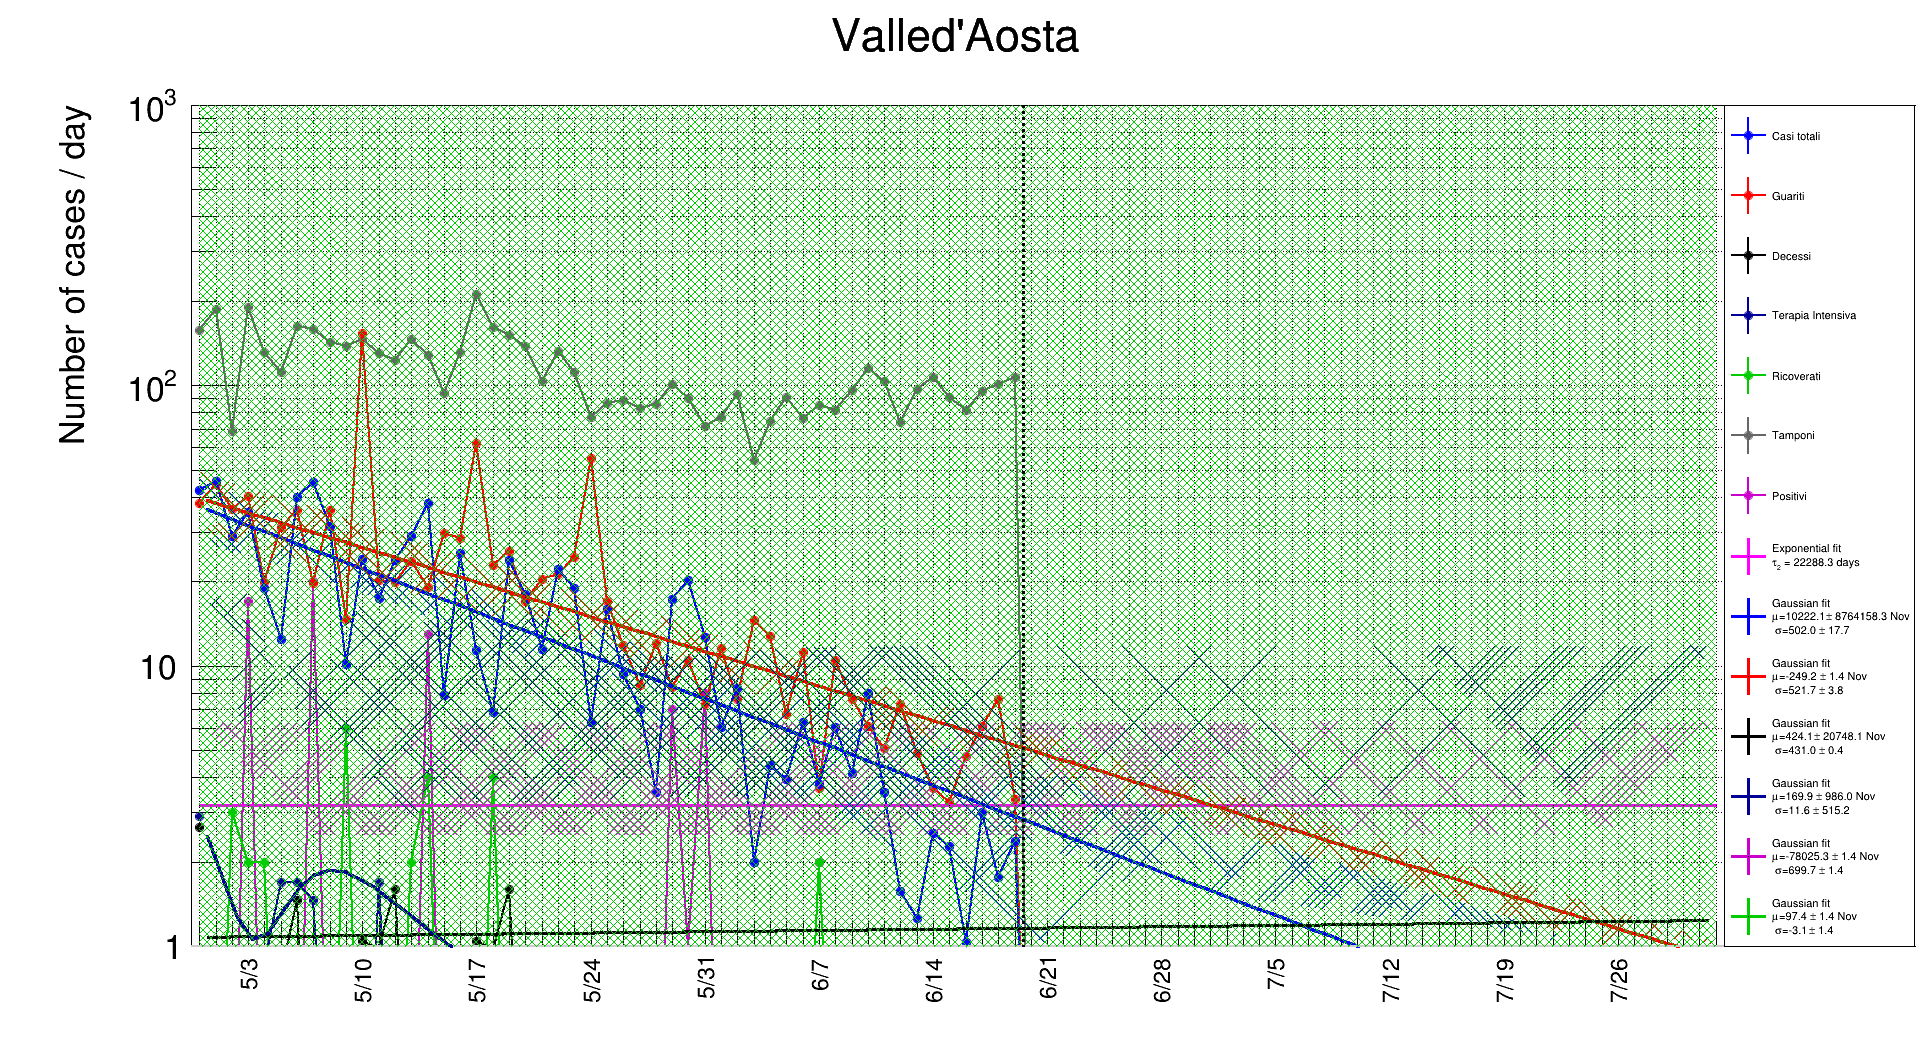 Valled'Aosta
Number of cases / day
10³
10²
10
1
5/3
5/10
5/17
5/24
5/31
6/7
6/14
6/21
6/28
7/5
7/12
7/19
7/26
Casi totali
Guariti
Decessi
Terapia Intensiva
Ricoverati
Tamponi
Positivi
Exponential fit
τ₂ = 22288.3 days
Gaussian fit
μ=10222.1± 8764158.3 Nov
σ=502.0 ± 17.7
Gaussian fit
μ=-249.2 ± 1.4 Nov
σ=521.7 ± 3.8
Gaussian fit
μ=424.1± 20748.1 Nov
σ=431.0 ± 0.4
Gaussian fit
μ=169.9 ± 986.0 Nov
σ=11.6 ± 515.2
Gaussian fit
μ=-78025.3 ± 1.4 Nov
σ=699.7 ± 1.4
Gaussian fit
μ=97.4 ± 1.4 Nov
σ=-3.1 ± 1.4